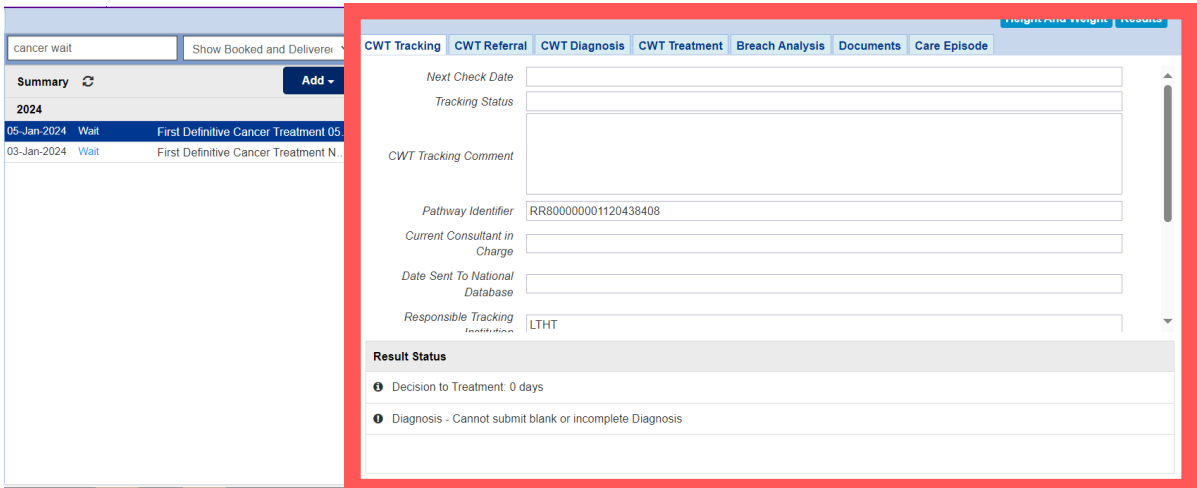 Height And Weight Results
cancer wait
Show Booked and Delivered
CWT Tracking CWT Referral CWT Diagnosis CWT Treatment Breach Analysis Documents Care Episode
Summary
Add
2024
05-Jan-2024 Wait First Definitive Cancer Treatment 05...
03-Jan-2024 Wait First Definitive Cancer Treatment N...
Next Check Date
Tracking Status
CWT Tracking Comment
Pathway Identifier RR800000001120438408
Current Consultant in
Charge
Date Sent To National
Database
Responsible Tracking
Institution
LTHT
Result Status
Decision to Treatment: 0 days
Diagnosis - Cannot submit blank or incomplete Diagnosis